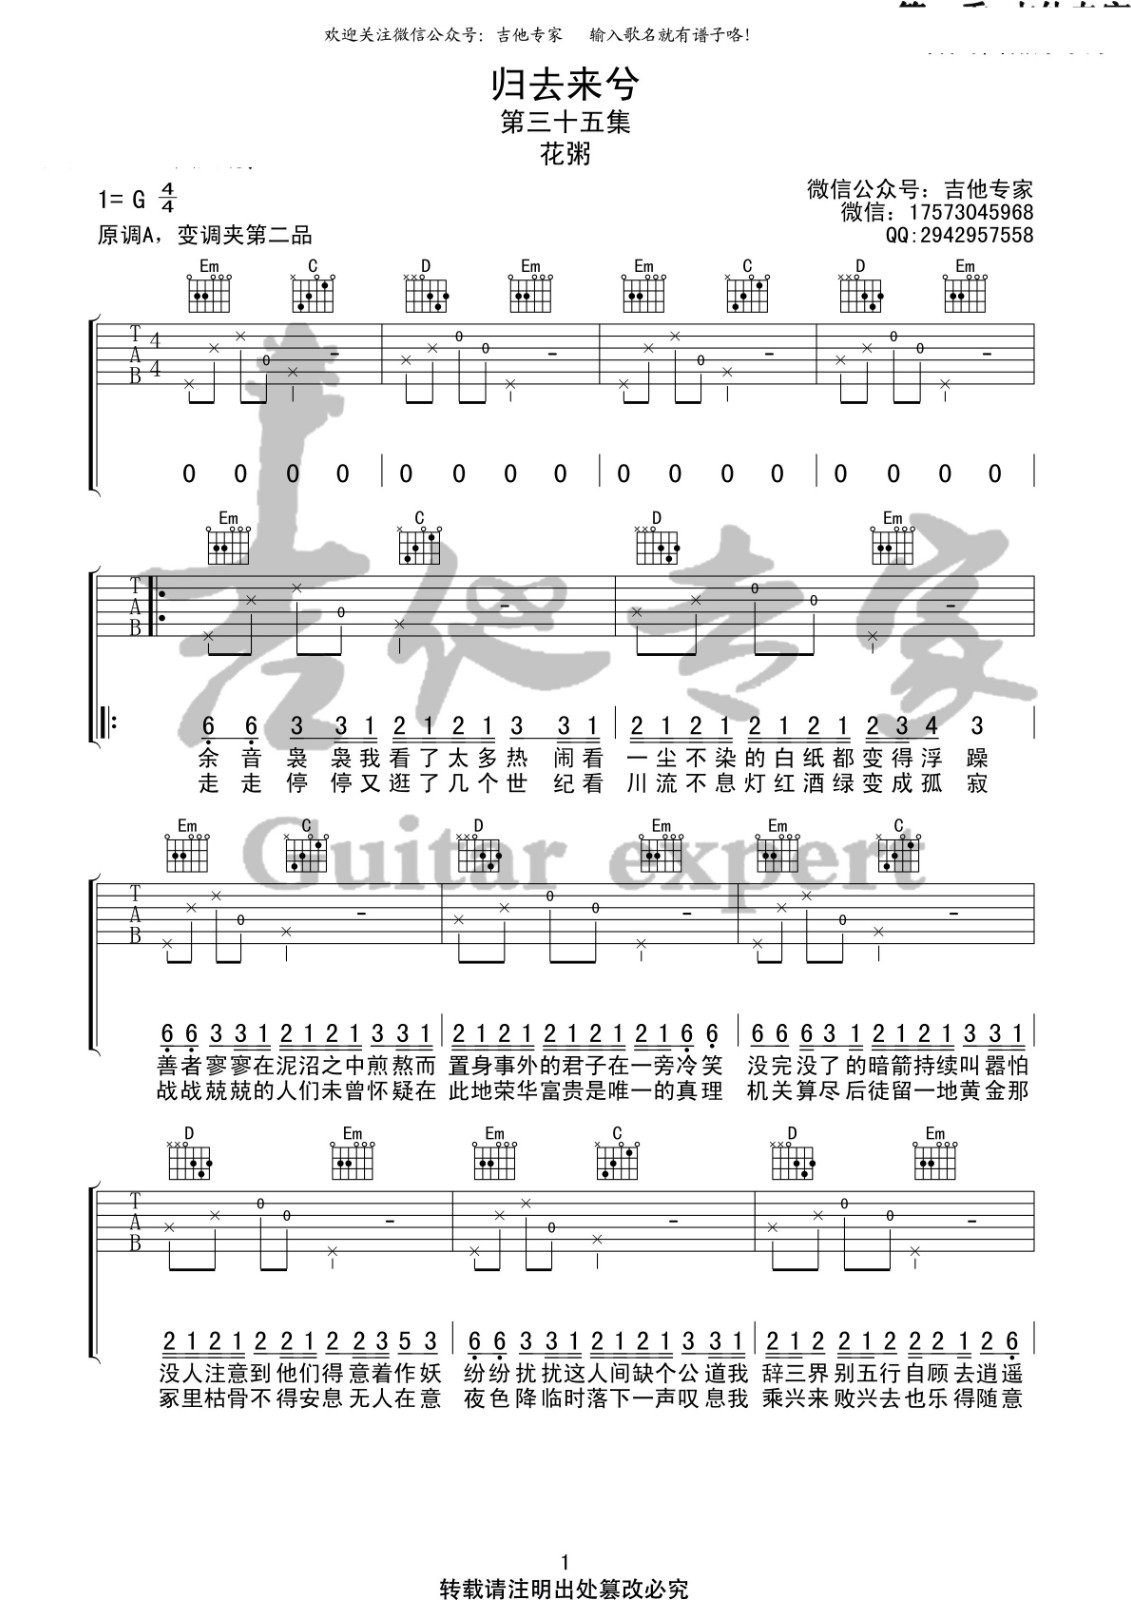 欢迎关注微信公众号：吉他专家 输入歌名就有谱子咯!
归去来兮
第三十五集
花粥
1= G 4/4
微信公众号：吉他专家
微信：17573045968
原调A，变调夹第二品
QQ:2942957558
Em C D Em Em C D Em
T A B 4/4
0 0 0 0 0 0 0 0 0 0 0 0 0 0 0 0
Em C D Em
T A B
6 6 3 3 1 2 1 2 1 3 3 1 2 1 2 1 2 1 2 1 2 3 4 3
余音袅袅我看了太多热闹看一尘不染的白纸都变得浮躁
走走停停又逛了几个世纪看川流不息灯红酒绿变成孤寂
Em C D Em Em C
T A B
6 6 3 3 1 2 1 2 1 3 3 1 2 1 2 1 2 1 2 1 2 1 6 6 6 6 6 3 1 2 1 2 1 3 3 1
善者寥寥在泥沼之中煎熬而置身事外的君子在一旁冷笑没完没了的暗箭持续叫嚣怕
战战兢兢的人们未曾怀疑在此地荣华富贵是唯一的真理机关算尽后徒留一地黄金那
D Em Em C D Em
T A B
2 1 2 1 2 2 1 2 2 3 5 3 6 6 3 3 1 2 1 2 1 3 3 1 2 1 2 2 1 2 2 2 1 2 6
没人注意到他们得意着作妖纷纷扰扰这人间缺个公道我辞三界别五行自顾去逍遥
冢里枯骨不得安息无人在意夜色降临时落下一声叹息我乘兴来败兴去也乐得随意
吉他专家
Guitar expert
1
转载请注明出处篡改必究